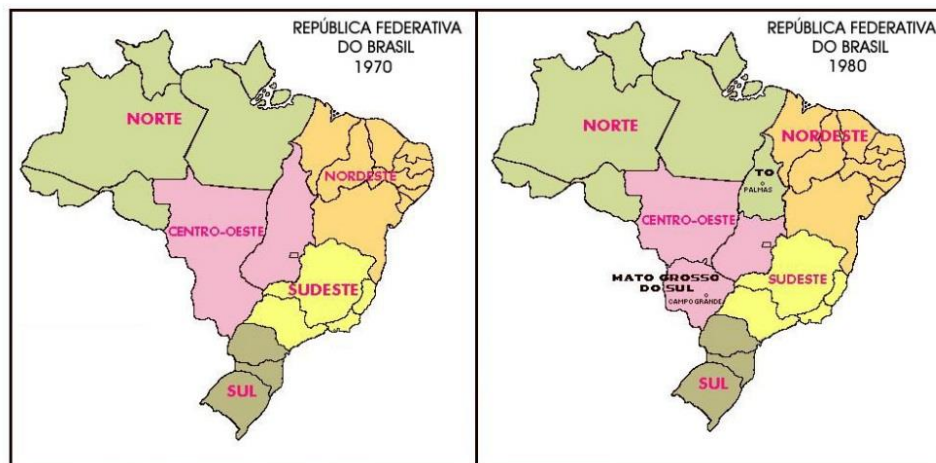 REPÚBLICA FEDERATIVA
DO BRASIL
1970
NORTE
NORDESTE
CENTRO-OESTE
SUDESTE
SUL
REPÚBLICA FEDERATIVA
DO BRASIL
1980
NORTE
NORDESTE
TO
PALMAS
CENTRO-OESTE
MATO GROSSO
DO SUL
SUDESTE
CAMPO GRANDE
SUL